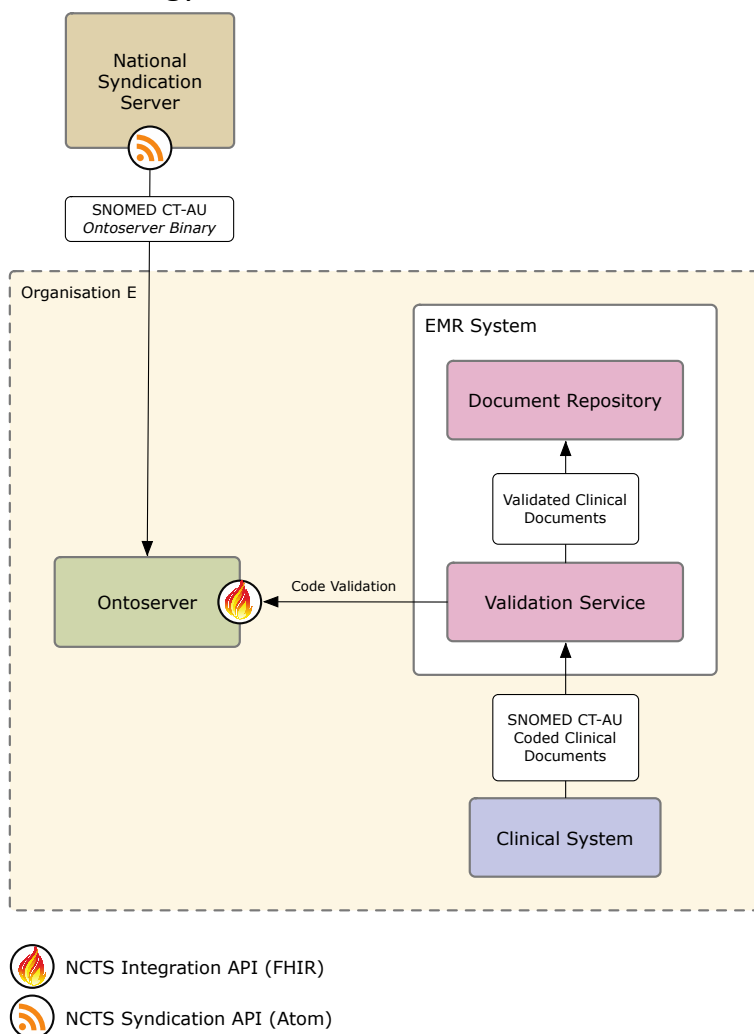 National
Syndication
Server
SNOMED CT-AU
Ontoserver Binary
Organisation E
EMR System
Document Repository
Validated Clinical
Documents
Ontoserver
Code Validation
Validation Service
SNOMED CT-AU
Coded Clinical
Documents
Clinical System
NCTS Integration API (FHIR)
NCTS Syndication API (Atom)